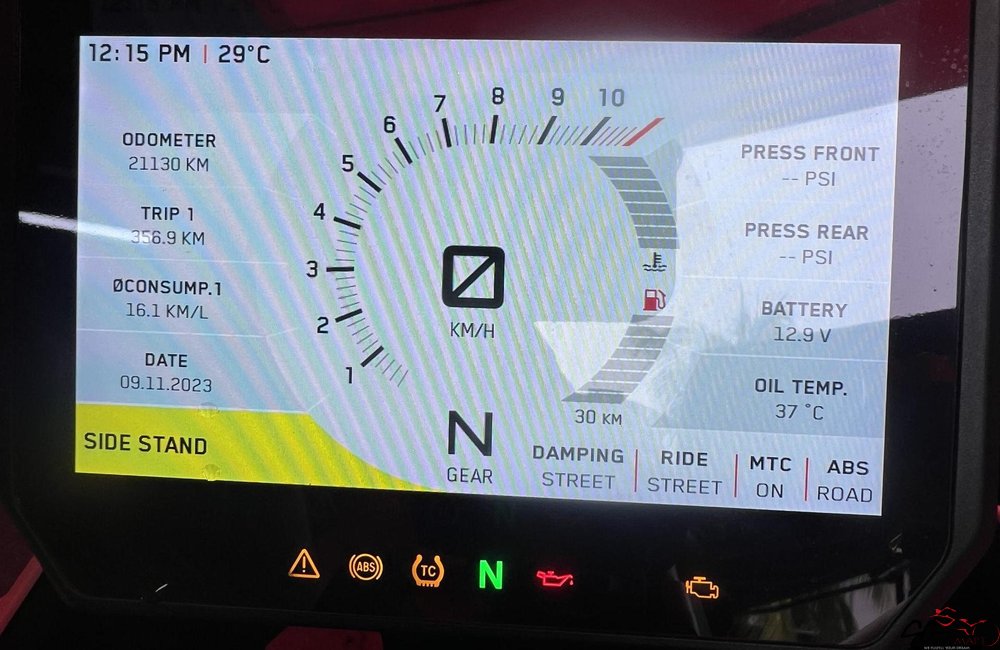 12:15 PM | 29°C
ODOMETER
21130 KM
TRIP 1
356.9 KM
ØCONSUMP.1
16.1 KM/L
DATE
09.11.2023
SIDE STAND
1
2
3
4
5
6
7
8
9
10
0
KM/H
N
GEAR
30 KM
PRESS FRONT
-- PSI
PRESS REAR
-- PSI
BATTERY
12.9 V
OIL TEMP.
37 °C
DAMPING
STREET
RIDE
STREET
MTC
ON
ABS
ROAD
ABS
TC
N